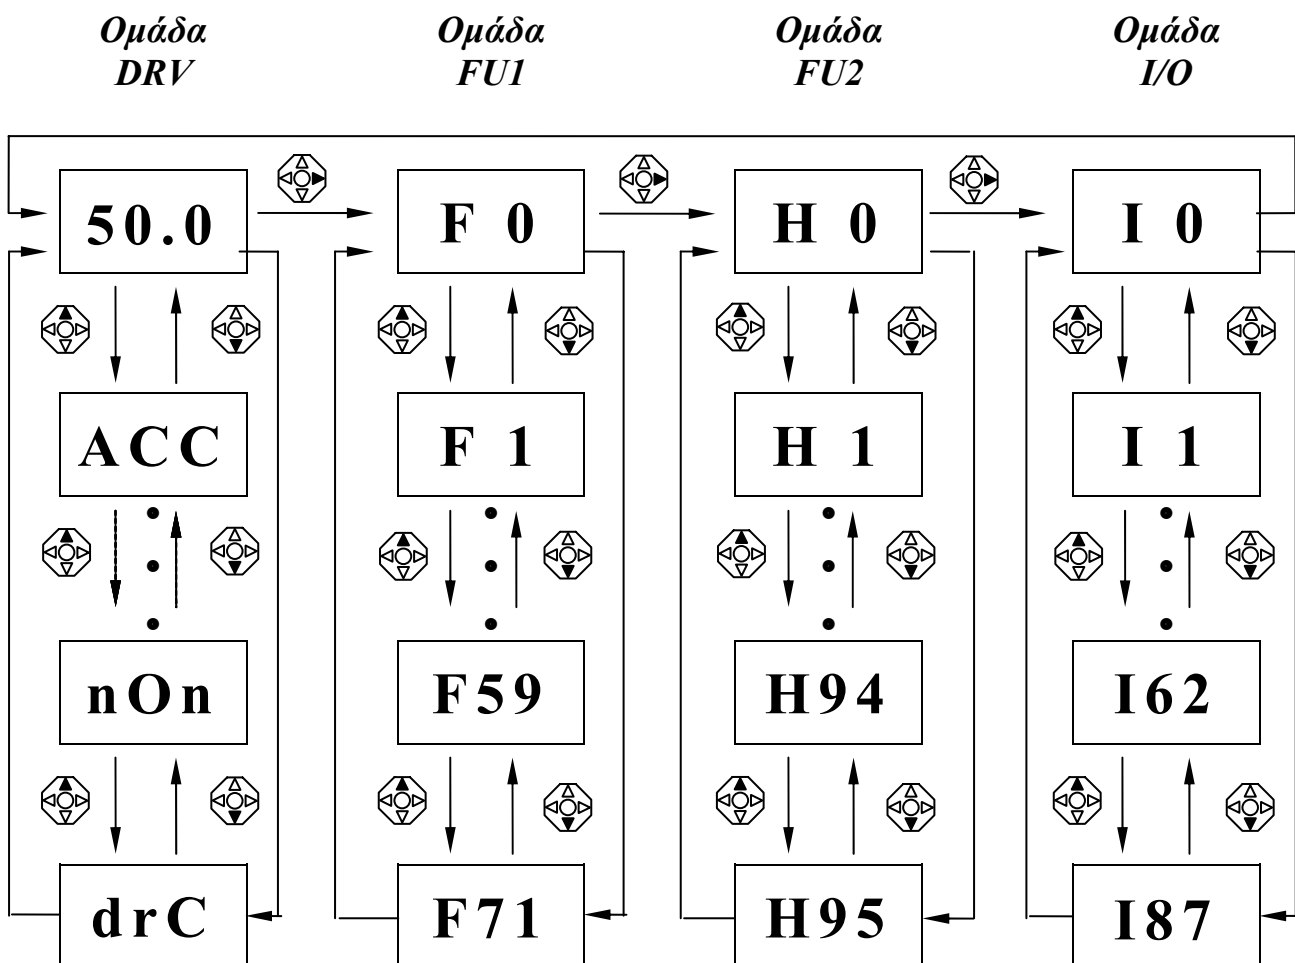 Ομάδα
DRV
Ομάδα
FU1
Ομάδα
FU2
Ομάδα
I/O
50.0
F 0
H 0
I 0
ACC
F 1
H 1
I 1
nOn
F59
H94
I62
drC
F71
H95
I87